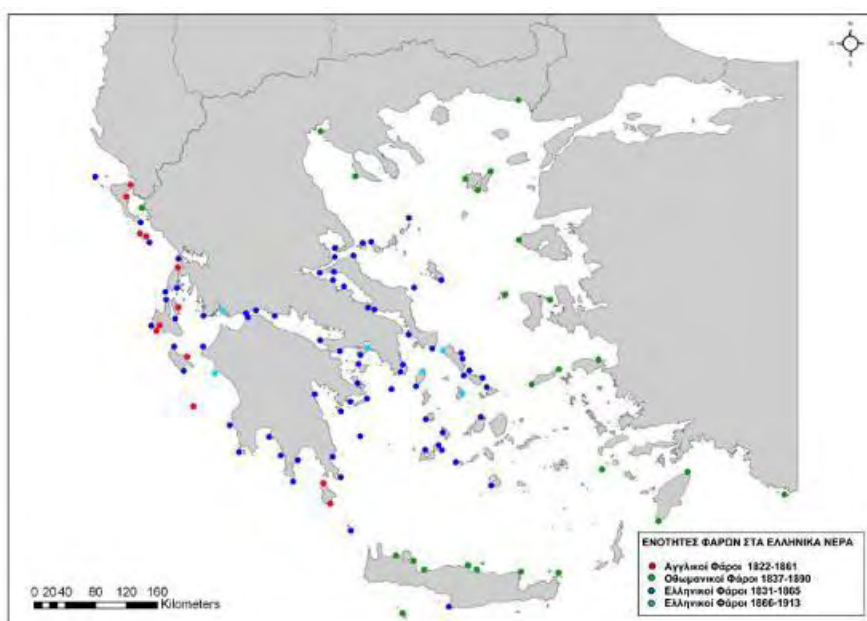 ΕΝΟΤΗΤΕΣ ΦΑΡΩΝ ΣΤΑ ΕΛΛΗΝΙΚΑ ΝΕΡΑ
Αγγλικοί Φάροι 1822-1861
Οθωμανικοί Φάροι 1837-1890
Ελληνικοί Φάροι 1831-1865
Ελληνικοί Φάροι 1866-1913
0 20 40 80 120 160
Kilometers